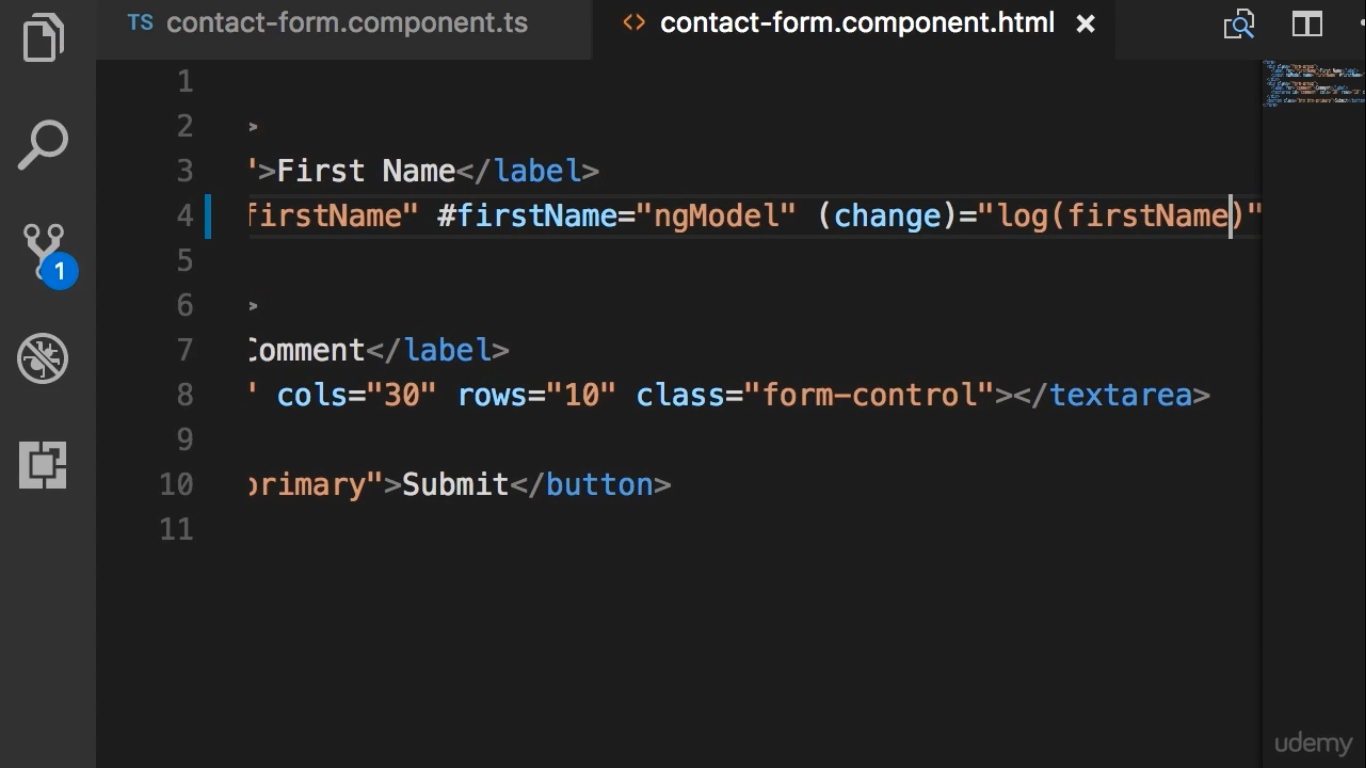 TS contact-form.component.ts
<> contact-form.component.html ×
1
2 >
3 ">First Name</label>
4 firstName" #firstName="ngModel" (change)="log(firstName)"
5
6 >
7 Comment</label>
8 " cols="30" rows="10" class="form-control"></textarea>
9
10 primary">Submit</button>
11
1
udemy